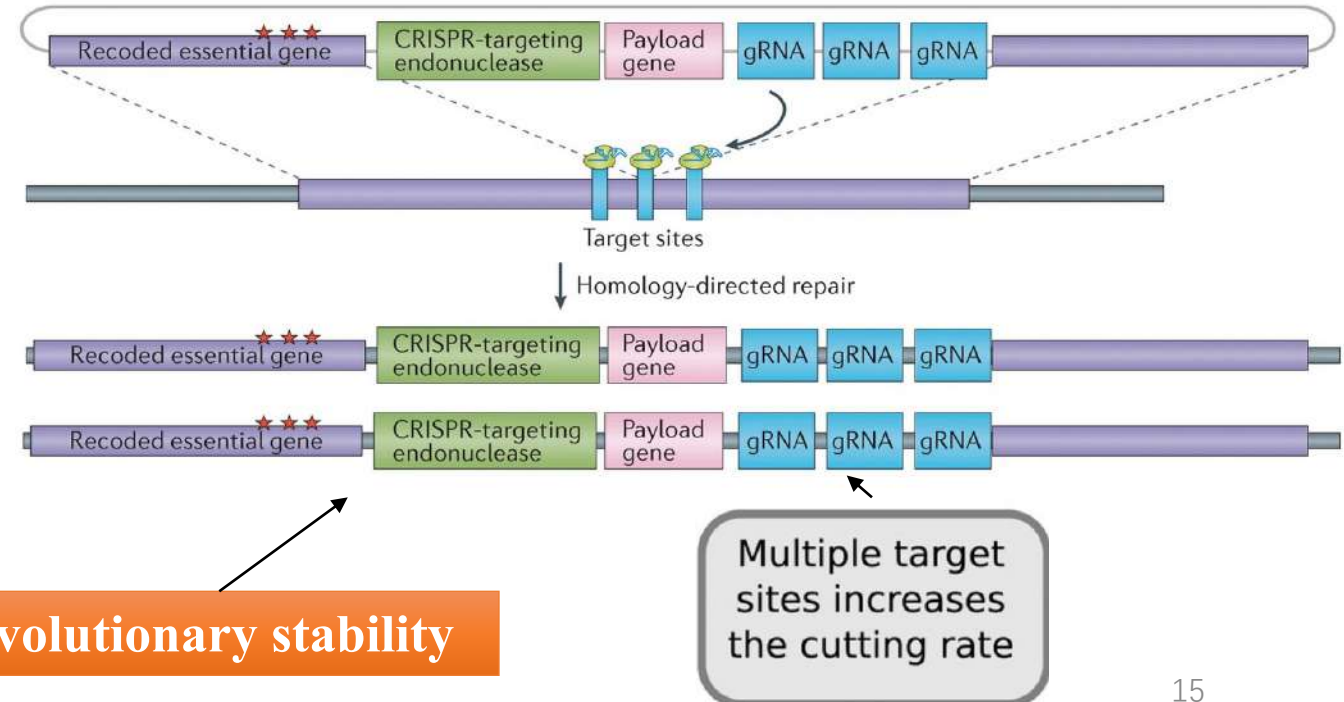 Recoded essential gene
CRISPR-targeting
endonuclease
Payload
gene
gRNA
gRNA
gRNA
Target sites
Homology-directed repair
Recoded essential gene
CRISPR-targeting
endonuclease
Payload
gene
gRNA
gRNA
gRNA
Recoded essential gene
CRISPR-targeting
endonuclease
Payload
gene
gRNA
gRNA
gRNA
volutionary stability
Multiple target
sites increases
the cutting rate
15